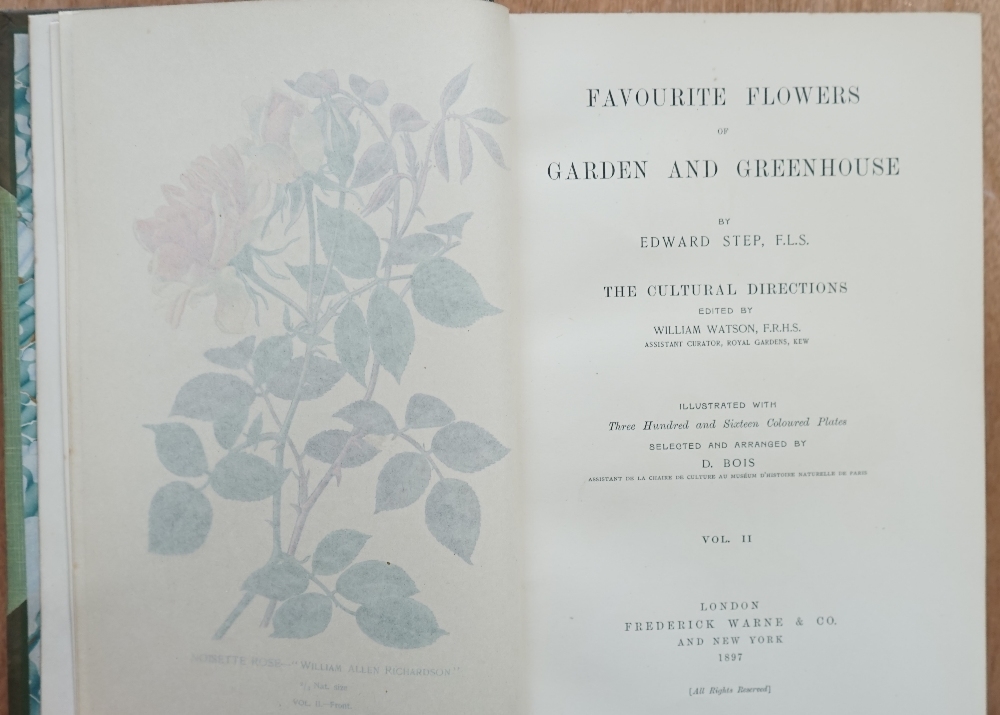 NOISETTE ROSE—"WILLIAM ALLEN RICHARDSON"
Nat. size
VOL. II.—Front.
FAVOURITE FLOWERS
OF
GARDEN AND GREENHOUSE
BY
EDWARD STEP, F.L.S.
THE CULTURAL DIRECTIONS
EDITED BY
WILLIAM WATSON, F.R.H.S.
ASSISTANT CURATOR, ROYAL GARDENS, KEW
ILLUSTRATED WITH
Three Hundred and Sixteen Coloured Plates
SELECTED AND ARRANGED BY
D. BOIS
ASSISTANT DE LA CHAIRE DE CULTURE AU MUSÉUM D'HISTOIRE NATURELLE DE PARIS
VOL. II
LONDON
FREDERICK WARNE & CO.
AND NEW YORK
1897
[All Rights Reserved]